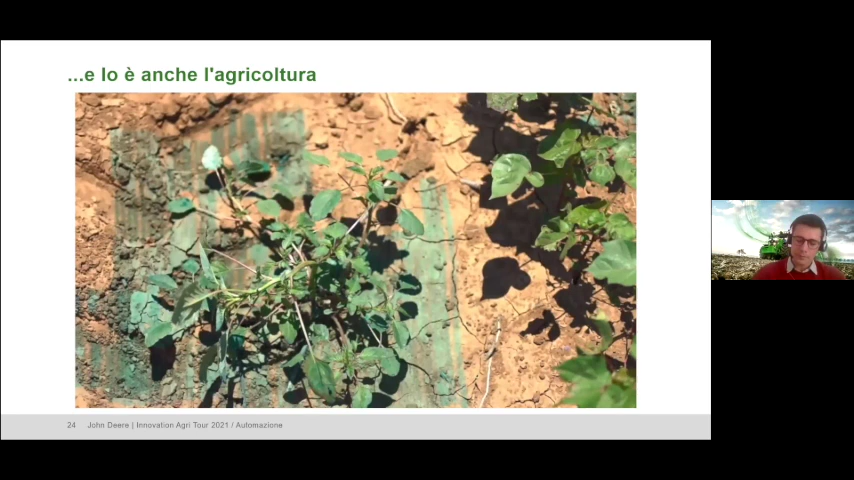 ...e lo è anche l'agricoltura
24 John Deere | Innovation Agri Tour 2021 / Automazione